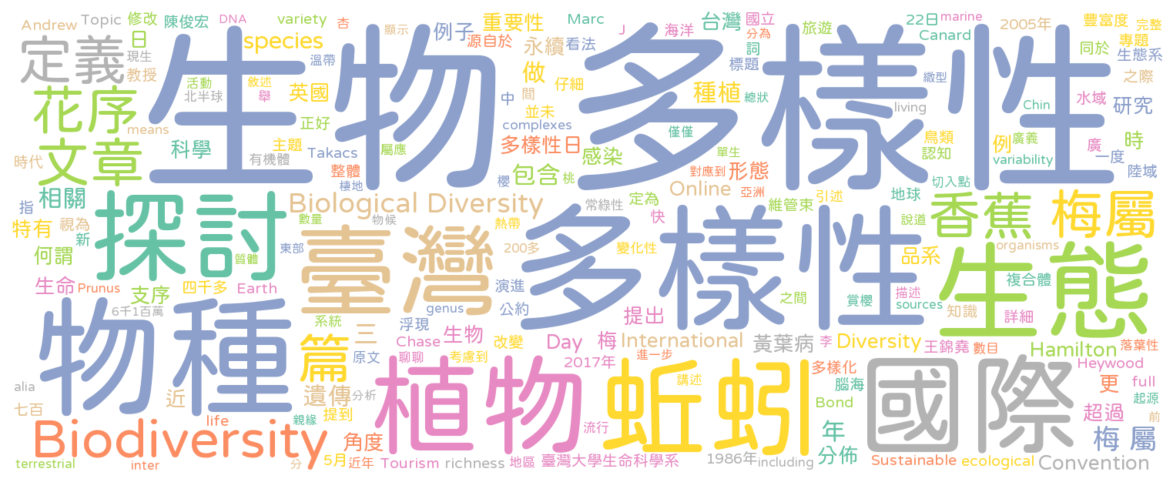 Andrew Topic 修改 陳俊宏 DNA variety 杏 顯示 例子 重要性 Marc 台灣 J 海洋 國立 分為 旅遊 22日 marine 2005年 豐富度 完整
定義 日 現生 教授 溫帶 species 源自於 永續 看法 詞 標題 Canard 同於 專題 生態系
生物多樣性
花序 活動 北半球 敘述 舉 英國 中 間 做 仔細 並未 種植 總狀 緻型 之際 水域 研究
文章 means 科學 主題 正好 complexes 多樣性日 感染 僅僅 living Chin 鳥類 廣義 例 廣 時
時代 有機體 Takacs 屬應 包含 對應到 形態 單生 認知 variability 一度 陸域
指 相關 整體 棲地 櫻 桃 Online 亞洲 地球 切入點
特有 視為 新 探討 Biological Diversity 常綠性 定為 快 維管束 引述 說道 香蕉 梅屬
何謂 數量 物候 熱帶 臺灣 多樣性 品系 organisms
生命 Prunus 質體 東部 200多 變化性 生態
支序 四千多 Earth 演進 之間 賞櫻 描述 sources 複合體
6千1百萬 系統 三 浮現 公約 genus 提出 知識 詳細
物種 篇 原文 Chase 生物 改變 Day 梅 International 黃葉病 李 Diversity 王錦堯 數目 Hamilton 落葉性
聊聊 考慮到 2017年 進一步 多樣化 Heywood
alia 近 遺傳 分析 植物 蚯蚓 講述 腦海 國際 更 full 起源
七百 life 親緣 提到 Bond 超過 前
Biodiversity 角度 流行 年 梅 屬
terrestrial inter 分 5月 近年 Tourism richness 地區 臺灣大學生命科學系 1986年 including 分佈 Sustainable ecological Convention